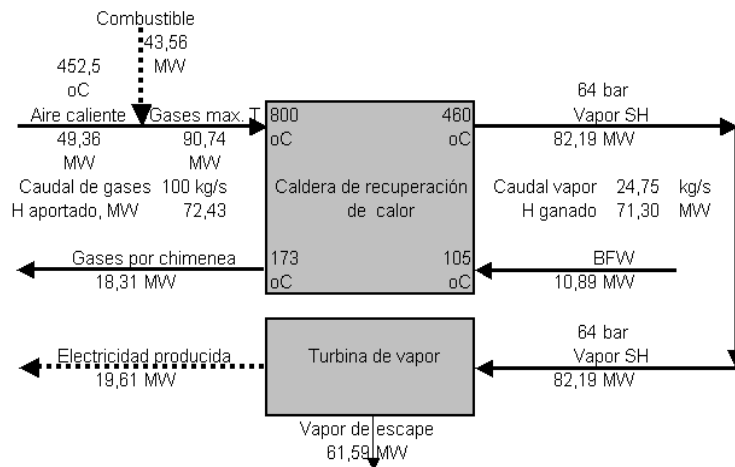 Combustible
43,56
MW
452,5
oC
Aire caliente
Gases max. T
49,36
MW
90,74
MW
Caudal de gases 100 kg/s
H aportado, MW 72,43
800
oC
460
oC
Caldera de recuperación
de calor
64 bar
Vapor SH
82,19 MW
Caudal vapor 24,75 kg/s
H ganado 71,30 MW
Gases por chimenea
18,31 MW
173
oC
105
oC
BFW
10,89 MW
Electricidad producida
19,61 MW
Turbina de vapor
64 bar
Vapor SH
82,19 MW
Vapor de escape
61,59 MW